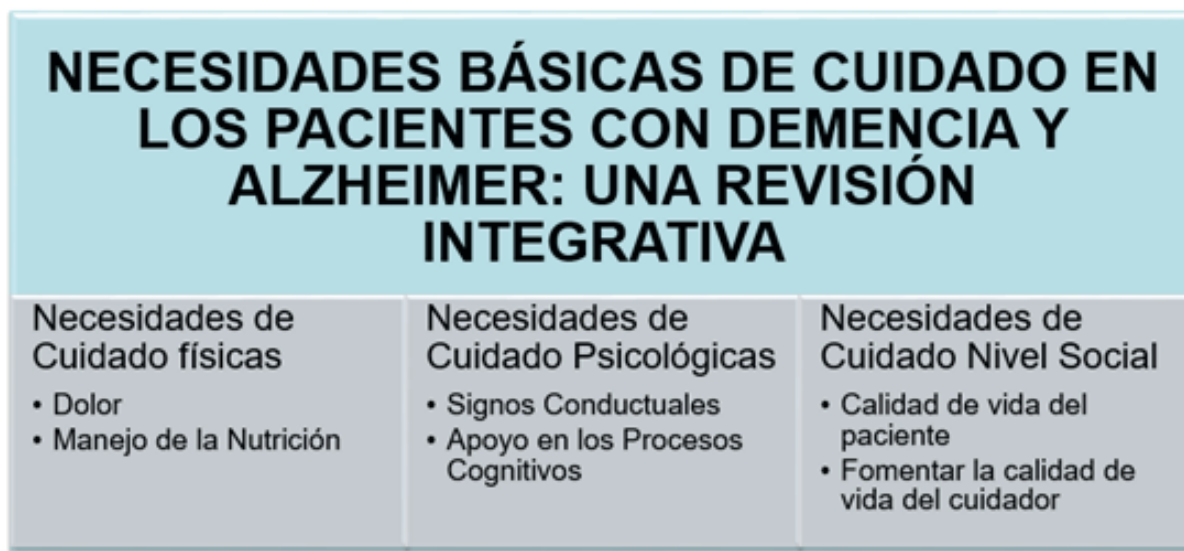 NECESIDADES BÁSICAS DE CUIDADO EN
LOS PACIENTES CON DEMENCIA Y
ALZHEIMER: UNA REVISIÓN
INTEGRATIVA
Necesidades de
Cuidado físicas
• Dolor
• Manejo de la Nutrición
Necesidades de
Cuidado Psicológicas
• Signos Conductuales
• Apoyo en los Procesos
Cognitivos
Necesidades de
Cuidado Nivel Social
• Calidad de vida del
paciente
• Fomentar la calidad de
vida del cuidador